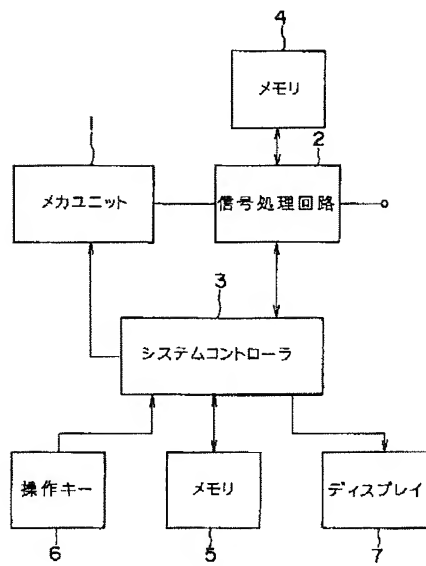 4
メモリ
1
2
メカユニット
信号処理回路
3
システムコントローラ
操作キー
メモリ
ディスプレイ
6
5
7